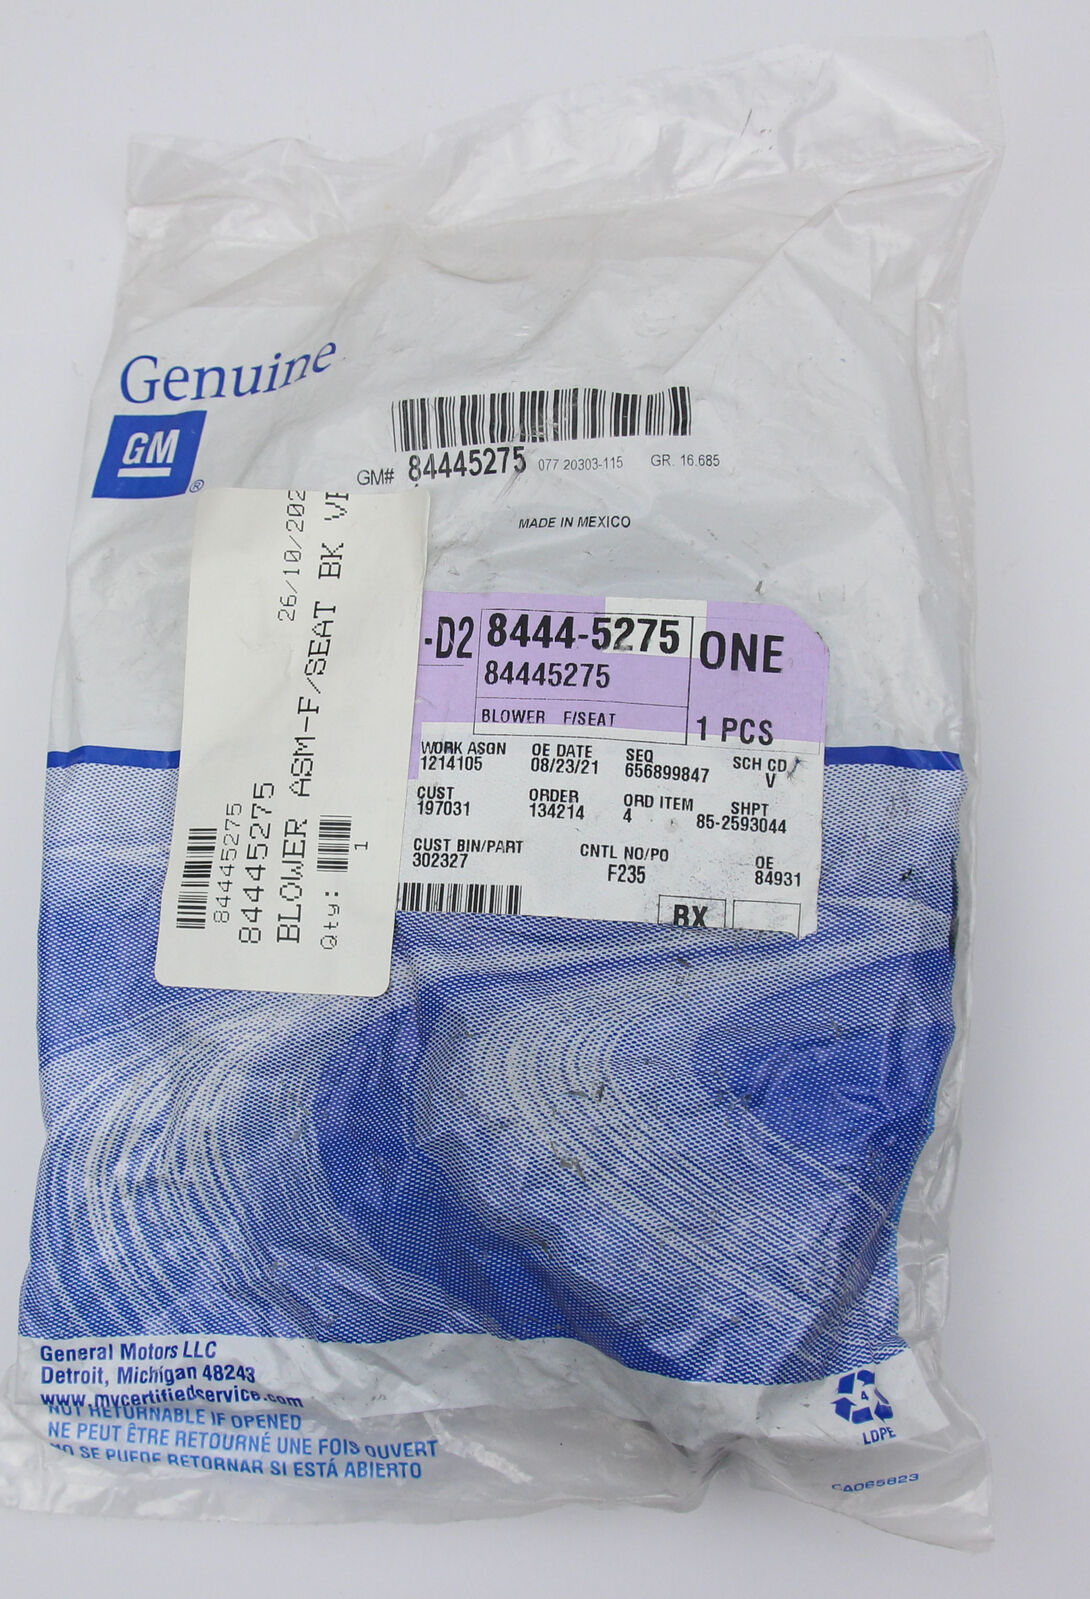 Genuine
GM
®
GM# 84445275 077 20303-115 GR. 16.685
MADE IN MEXICO
-D2
8444-5275
84445275
BLOWER F/SEAT
ONE
1 PCS
WORK ASGN
1214105
OE DATE
08/23/21
SEQ
656899847
SCH CD
V
CUST
197031
ORDER
134214
ORD ITEM
4
SHPT
85-2593044
CUST BIN/PART
302327
CNTL NO/PO
F235
OE
84931
BX
84445275
84445275
26/10/202
BLOWER ASM-F/SEAT BK
Qty: 1
General Motors LLC
Detroit, Michigan 48243
www.mycertifiedservice.com
NOT RETURNABLE IF OPENED
NE PEUT ÊTRE RETOURNÉ UNE FOIS OUVERT
NO SE PUEDE RETORNAR SI ESTÁ ABIERTO
4
LDPE
CA065823